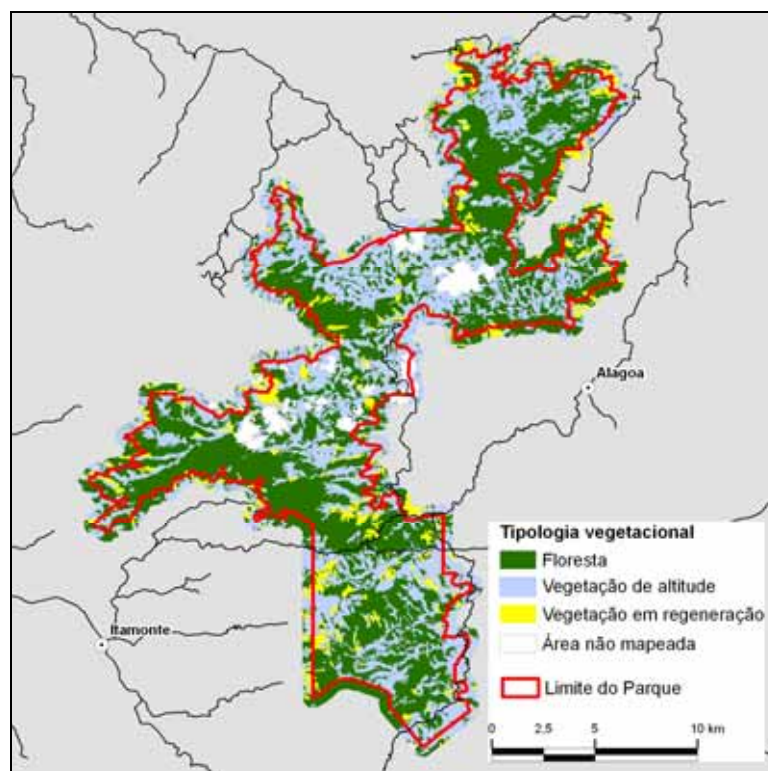 Alagoa
Itamonte
Tipologia vegetacional
Floresta
Vegetação de altitude
Vegetação em regeneração
Área não mapeada
Limite do Parque
0 2,5 5 10 km